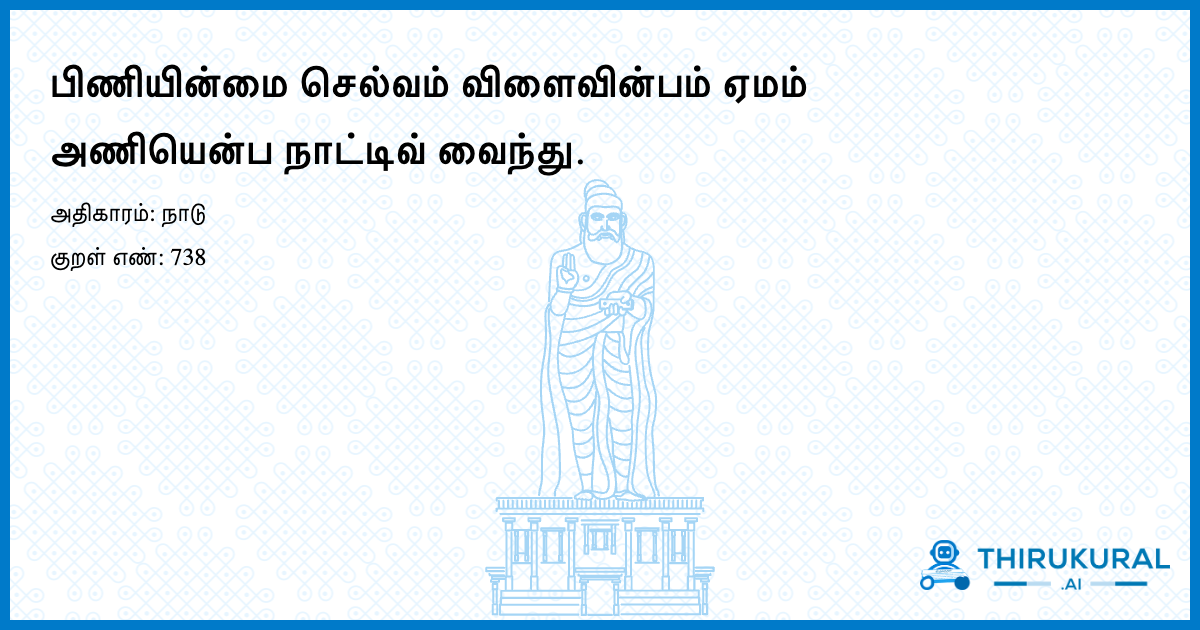 பிணியின்மை செல்வம் விளைவின்பம் ஏமம்
அணியென்ப நாட்டிவ் வைந்து.
அதிகாரம்: நாடு
குறள் எண்: 738
THIRUKURAL
.AI